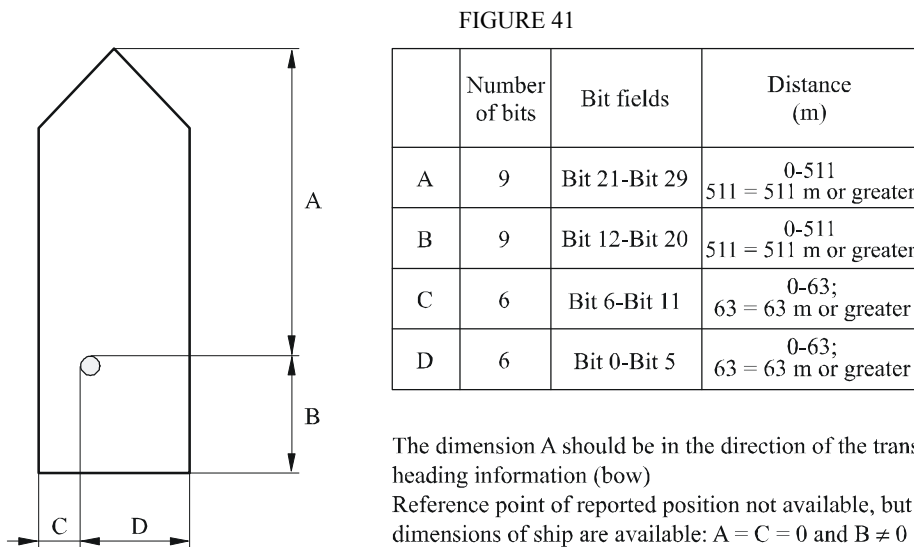 FIGURE 41
Number of bits
Bit fields
Distance (m)
A 9 Bit 21-Bit 29 0-511
511 = 511 m or greater
B 9 Bit 12-Bit 20 0-511
511 = 511 m or greater
C 6 Bit 6-Bit 11 0-63;
63 = 63 m or greater
D 6 Bit 0-Bit 5 0-63;
63 = 63 m or greater
A
B
C D
The dimension A should be in the direction of the
heading information (bow)
Reference point of reported position not available, but
dimensions of ship are available: A = C = 0 and B ≠ 0